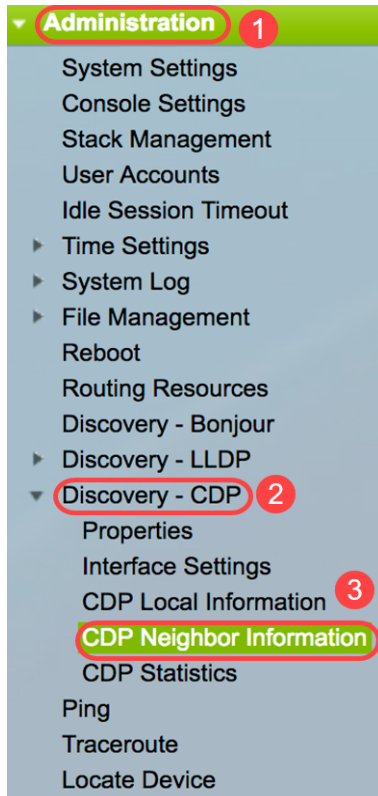 Administration 1
System Settings
Console Settings
Stack Management
User Accounts
Idle Session Timeout
Time Settings
System Log
File Management
Reboot
Routing Resources
Discovery - Bonjour
Discovery - LLDP
Discovery - CDP 2
Properties
Interface Settings
CDP Local Information 3
CDP Neighbor Information
CDP Statistics
Ping
Traceroute
Locate Device